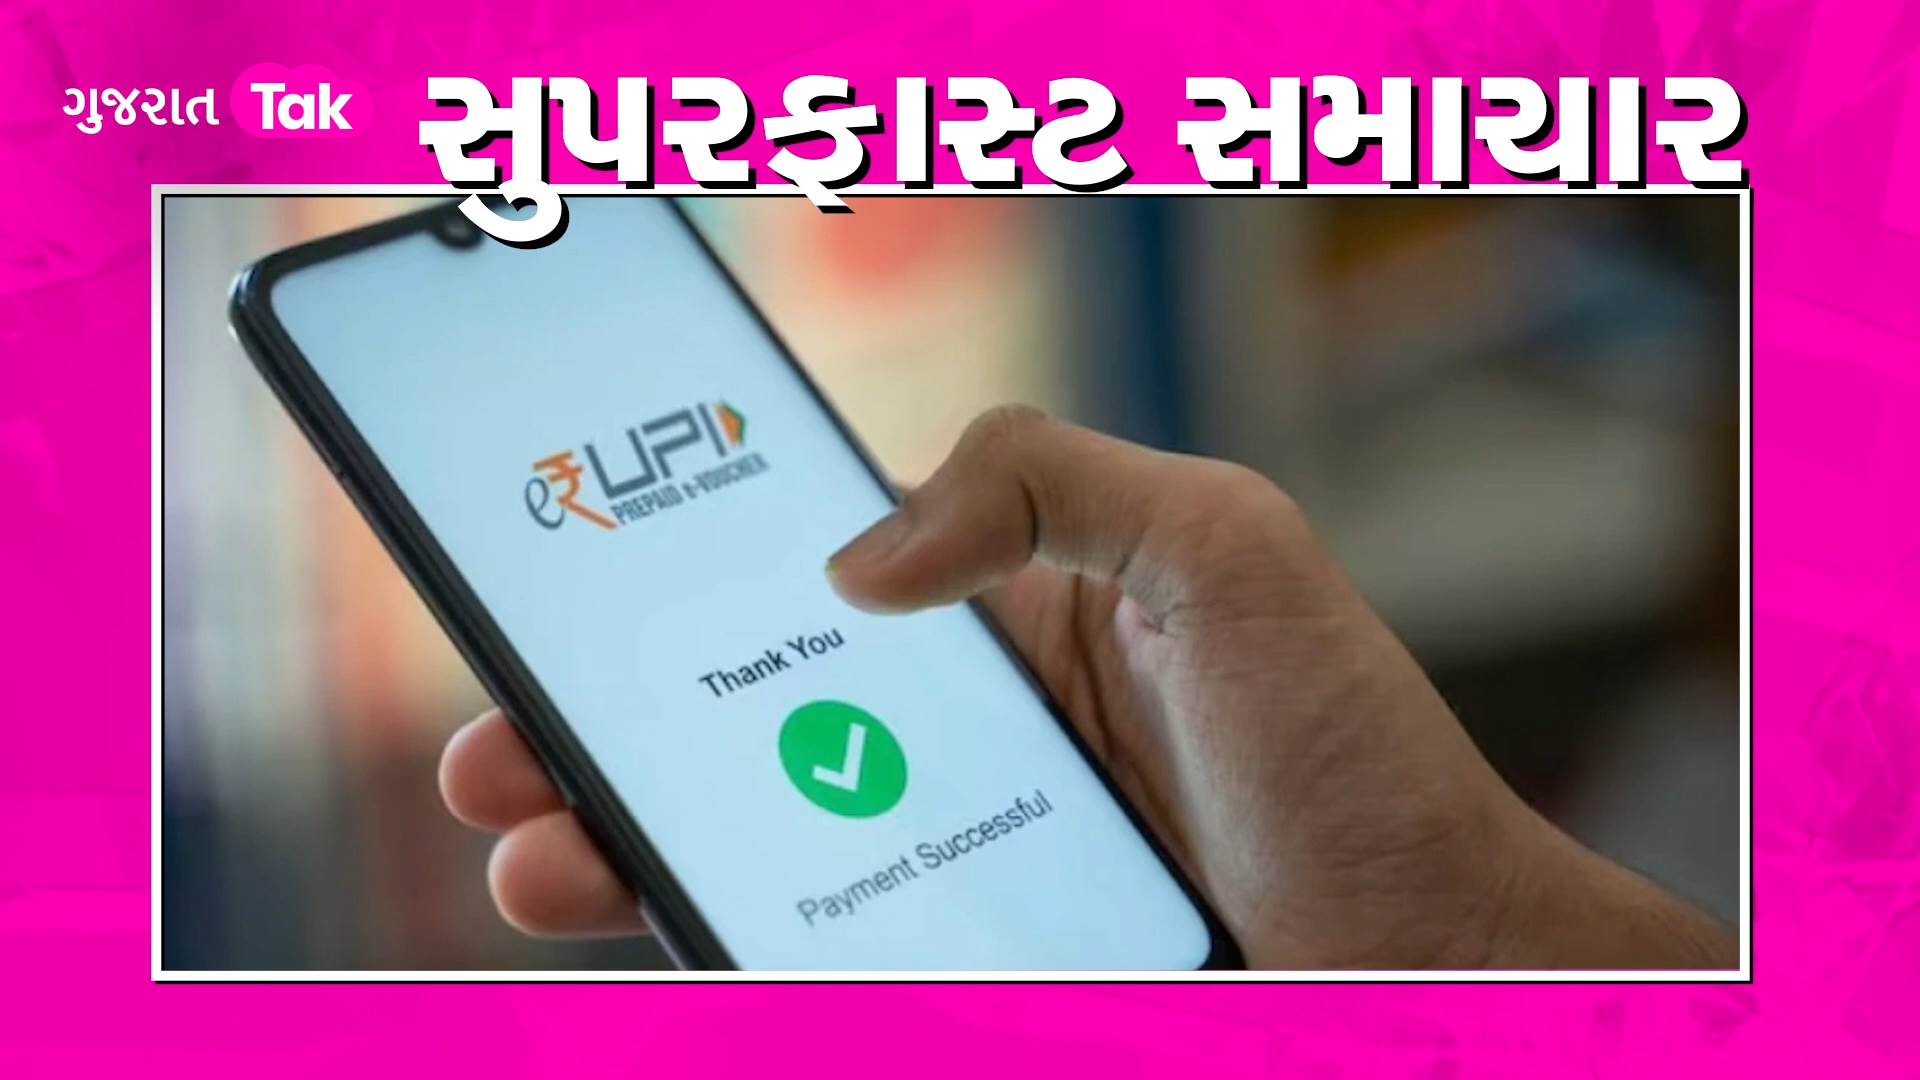 ગુજરાત Tak
સુપરફાસ્ટ સમાચાર
e₹UPI
PREPAID e-VOUCHER
Thank You
Payment Successful